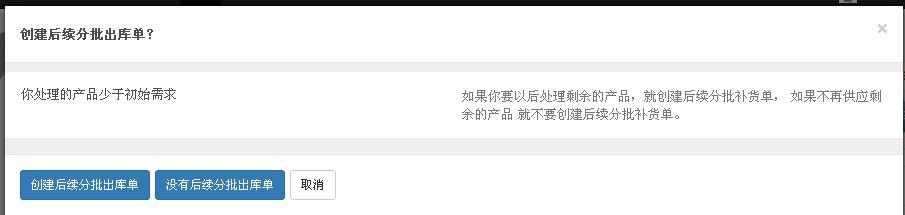 创建后续分批出库单？
×
你处理的产品少于初始需求
如果你要以后处理剩余的产品，就创建后续分批补货单， 如果不再供应剩
余的产品 就不要创建后续分批补货单。
创建后续分批出库单 没有后续分批出库单 取消